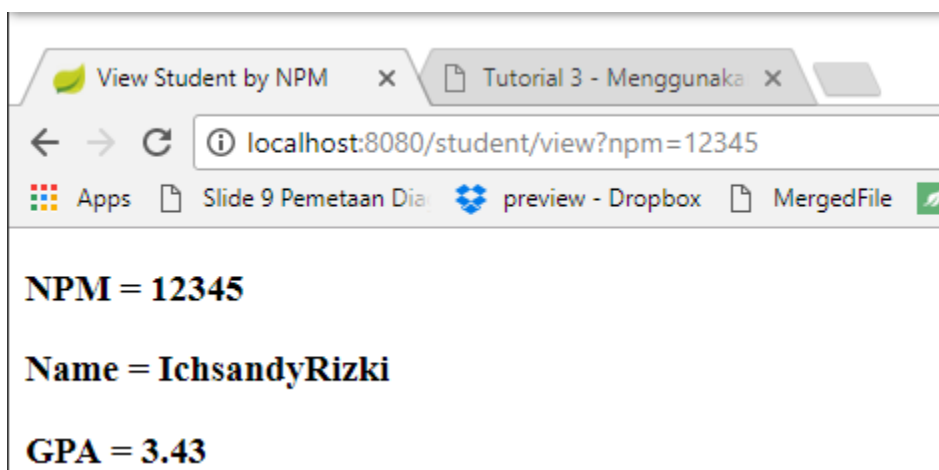 View Student by NPM Tutorial 3 - Menggunaka
localhost:8080/student/view?npm=12345
Apps Slide 9 Pemetaan Dia preview - Dropbox MergedFile
NPM = 12345
Name = IchsandyRizki
GPA = 3.43